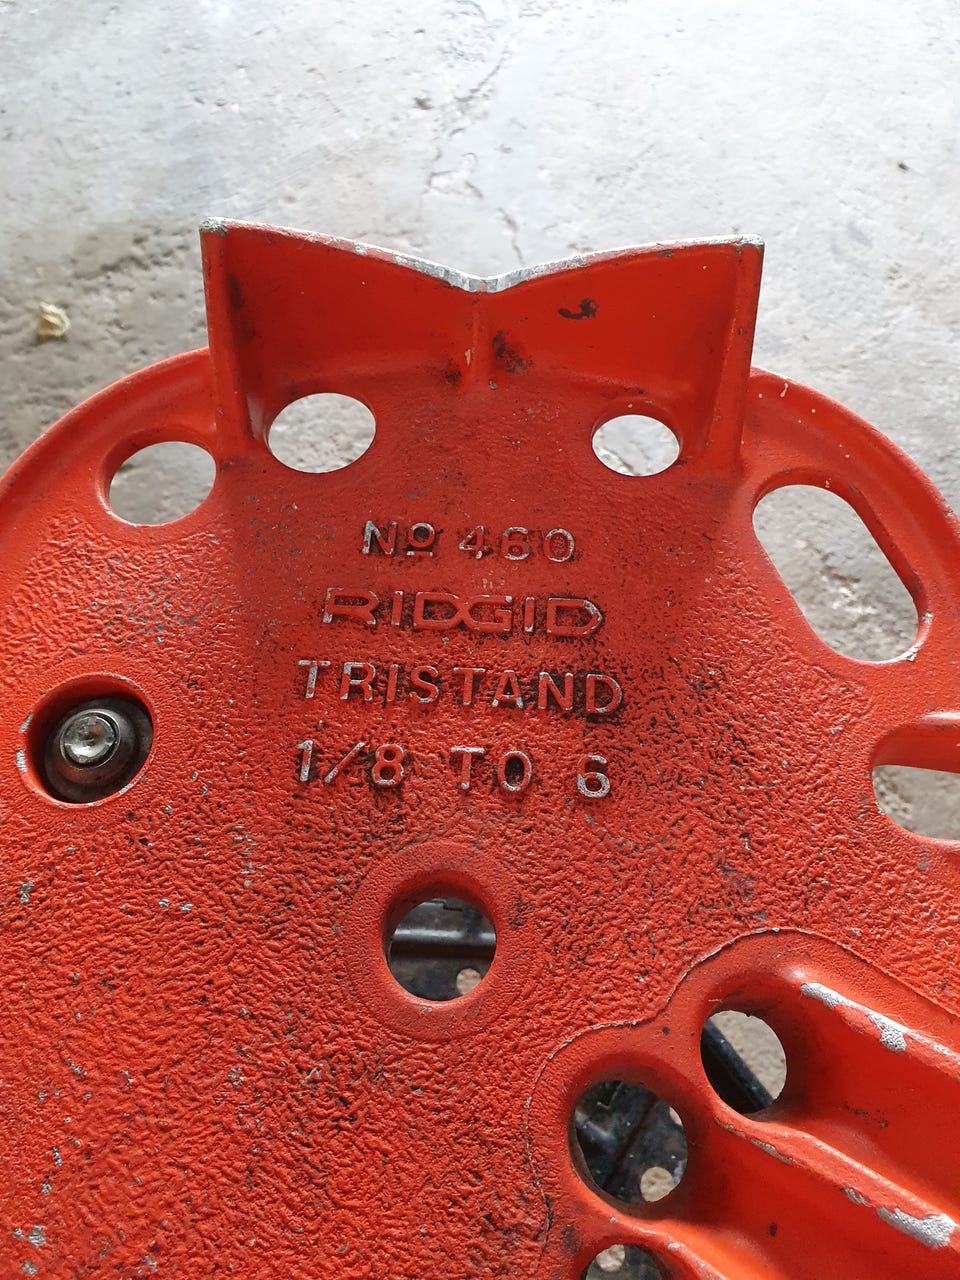 Nº 460
RIDGID
TRISTAND
1/8 TO 6